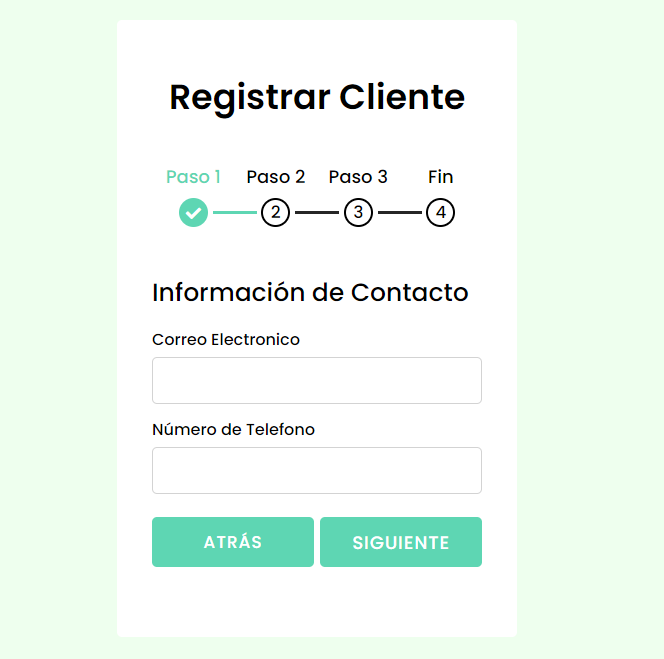 Registrar Cliente
Paso 1 Paso 2 Paso 3 Fin
2 3 4
Información de Contacto
Correo Electronico
Número de Telefono
ATRÁS SIGUIENTE